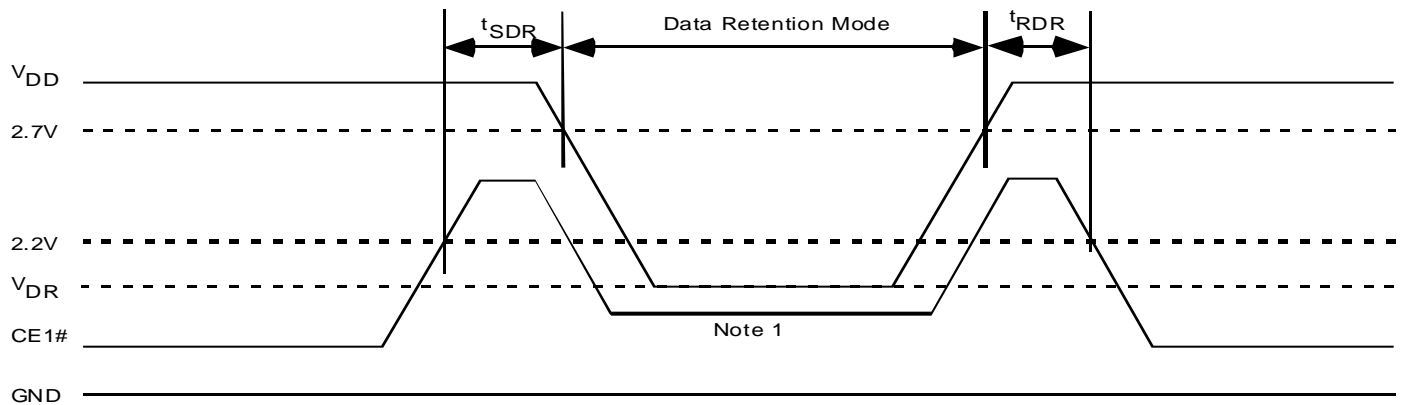 tSDR
Data Retention Mode
tRDR
VDD
2.7V
2.2V
VDR
Note 1
CE1#
GND